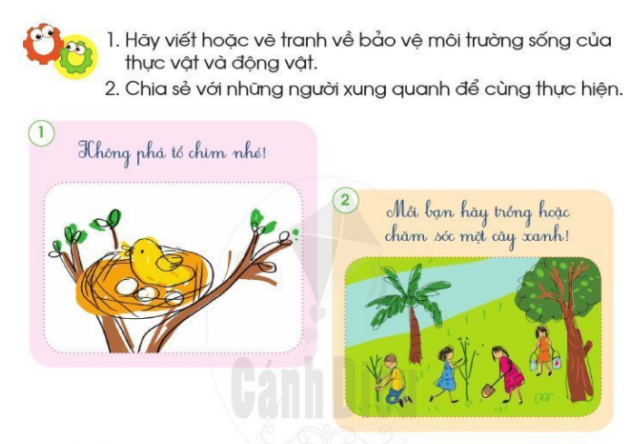 1. Hãy viết hoặc vẽ tranh về bảo vệ môi trường sống của
thực vật và động vật.
2. Chia sẻ với những người xung quanh để cùng thực hiện.
1
Không phá tổ chim nhé!
2
Mỗi bạn hãy trồng hoặc
chăm sóc một cây xanh!
Cánh Diều